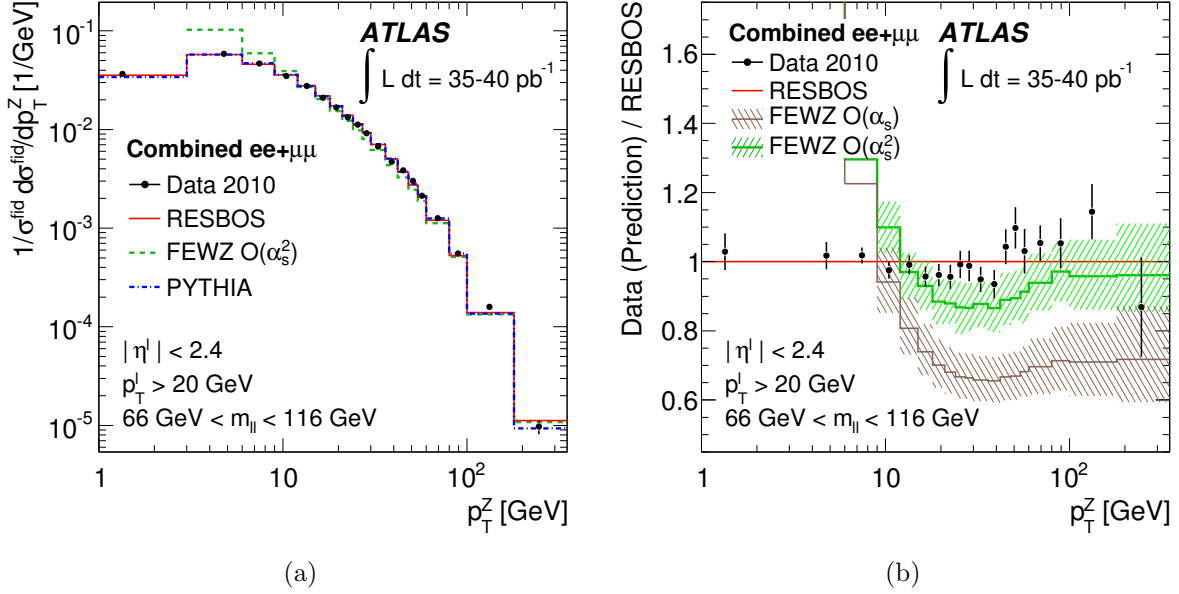 1/σ^fid dσ^fid/dp_T^Z [1/GeV]
10^-1
10^-2
10^-3
10^-4
10^-5
ATLAS
∫ L dt = 35-40 pb^-1
Combined ee+μμ
Data 2010
RESBOS
FEWZ O(α_s^2)
PYTHIA
| η^l | < 2.4
p_T^l > 20 GeV
66 GeV < m_ll < 116 GeV
1 10 10^2
p_T^Z [GeV]
(a)
Data (Prediction) / RESBOS
1.6
1.4
1.2
1
0.8
0.6
Combined ee+μμ
Data 2010
RESBOS
FEWZ O(α_s)
FEWZ O(α_s^2)
ATLAS
∫ L dt = 35-40 pb^-1
| η^l | < 2.4
p_T^l > 20 GeV
66 GeV < m_ll < 116 GeV
1 10 10^2
p_T^Z [GeV]
(b)